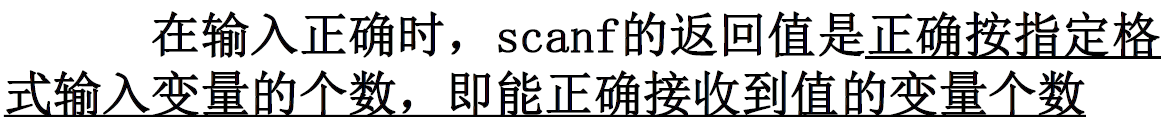 在输入正确时，scanf的返回值是正确按指定格
式输入变量的个数，即能正确接收到值的变量个数